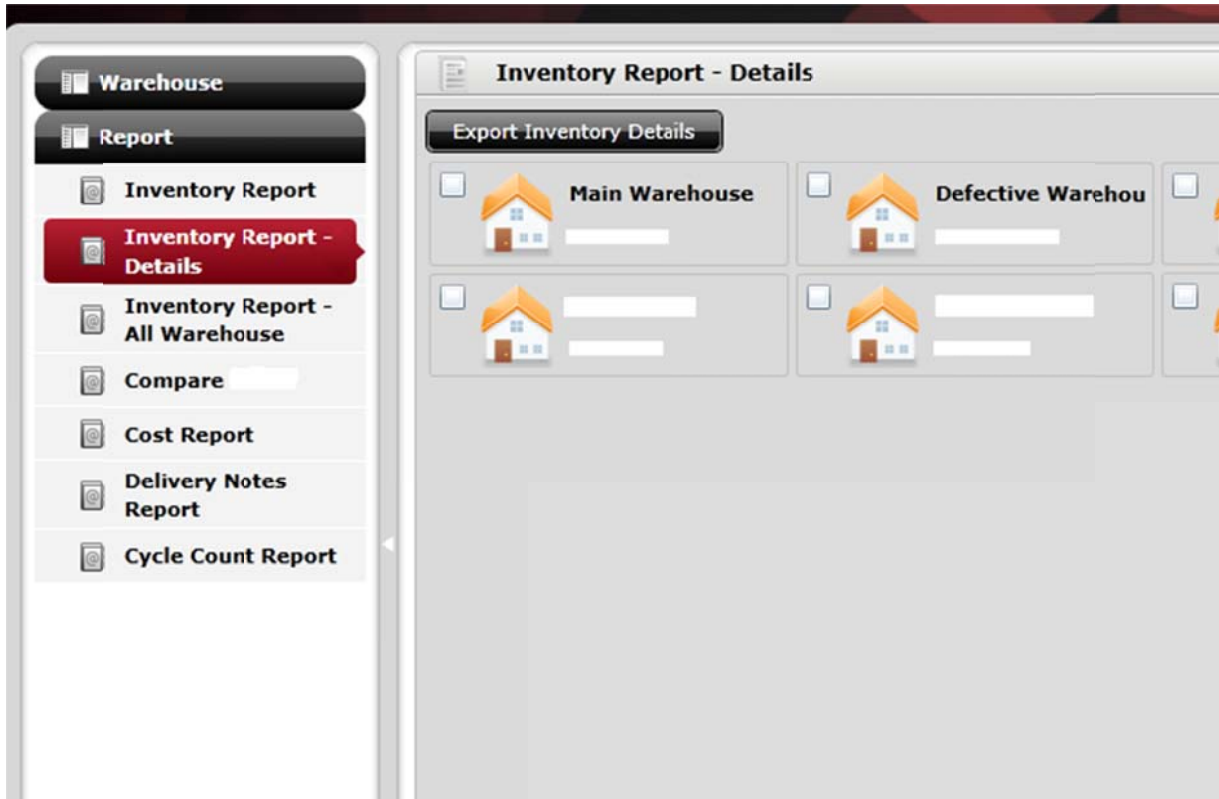 Warehouse
Report
Inventory Report
Inventory Report -
Details
Inventory Report -
All Warehouse
Compare
Cost Report
Delivery Notes
Report
Cycle Count Report
Inventory Report - Details
Export Inventory Details
Main Warehouse
Defective Warehou